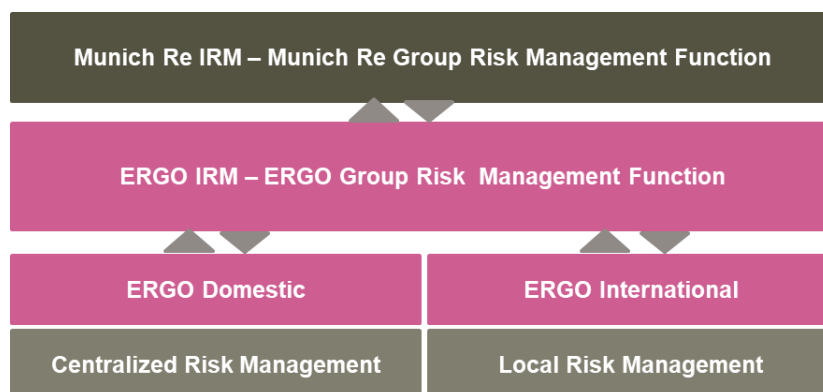 Munich Re IRM – Munich Re Group Risk Management Function
ERGO IRM – ERGO Group Risk Management Function
ERGO Domestic
ERGO International
Centralized Risk Management
Local Risk Management